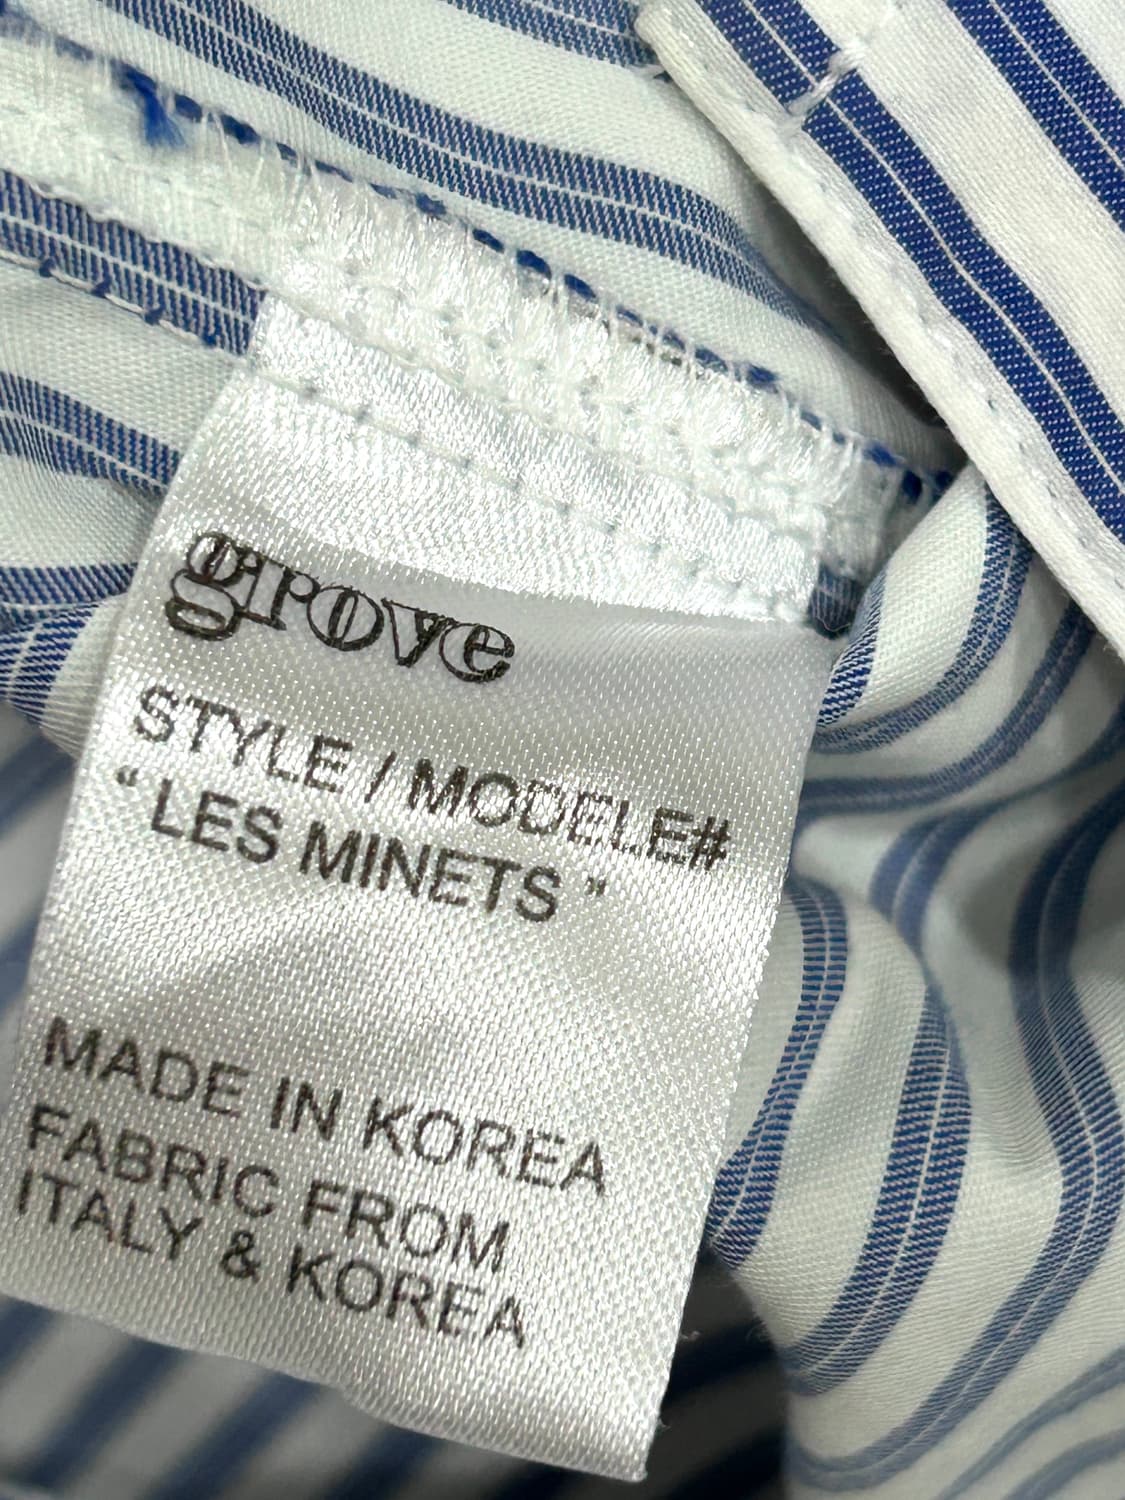 grove
STYLE / MODELE#
“LES MINETS”
MADE IN KOREA
FABRIC FROM
ITALY & KOREA